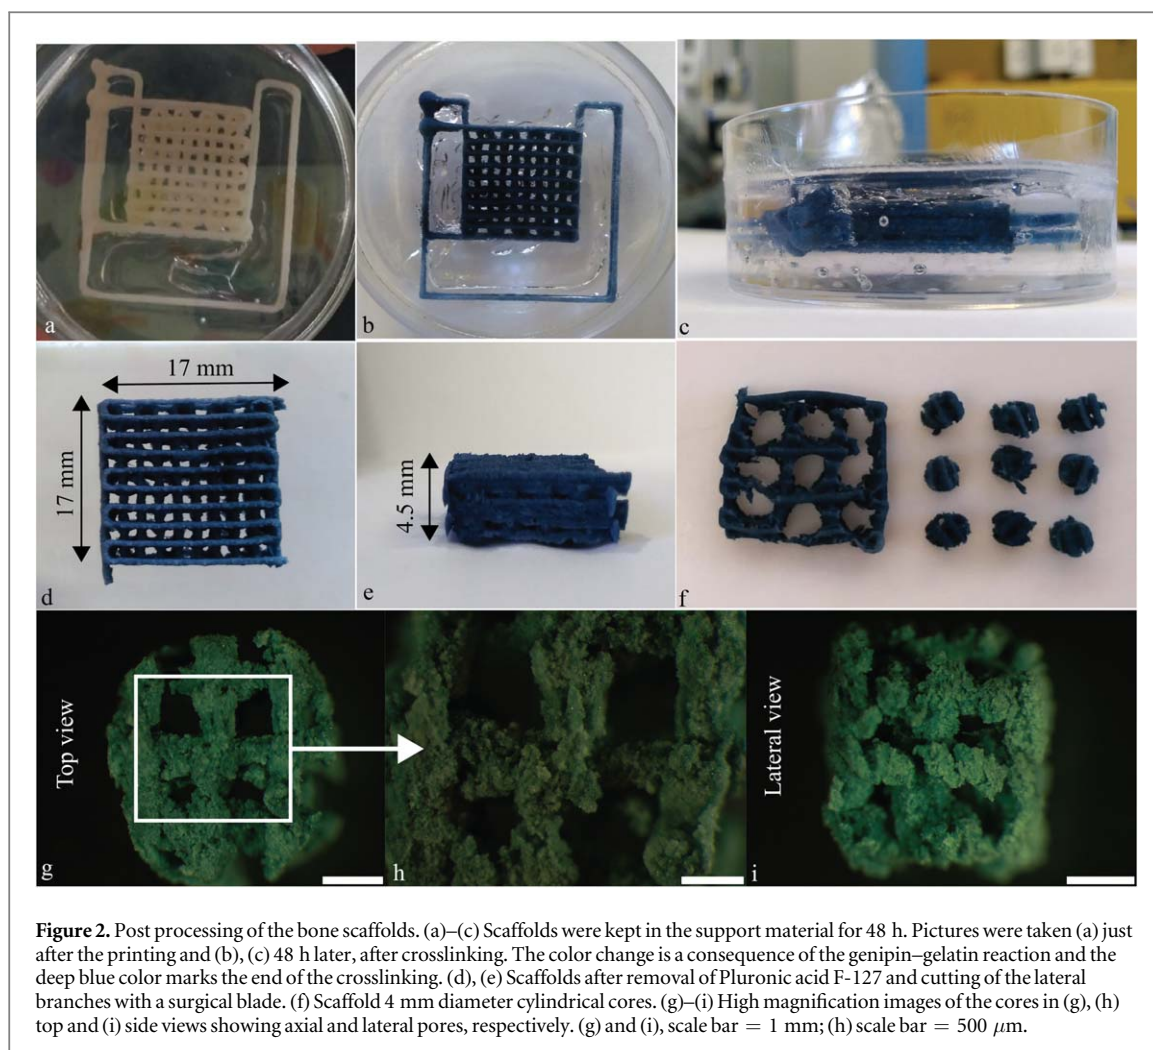 a
b
c
17 mm
17 mm
d
4.5 mm
e
f
Top view
g
h
Lateral view
i
Figure 2. Post processing of the bone scaffolds. (a)–(c) Scaffolds were kept in the support material for 48 h. Pictures were taken (a) just
after the printing and (b), (c) 48 h later, after crosslinking. The color change is a consequence of the genipin–gelatin reaction and the
deep blue color marks the end of the crosslinking. (d), (e) Scaffolds after removal of Pluronic acid F-127 and cutting of the lateral
branches with a surgical blade. (f) Scaffold 4 mm diameter cylindrical cores. (g)–(i) High magnification images of the cores in (g), (h)
top and (i) side views showing axial and lateral pores, respectively. (g) and (i), scale bar = 1 mm; (h) scale bar = 500 μm.